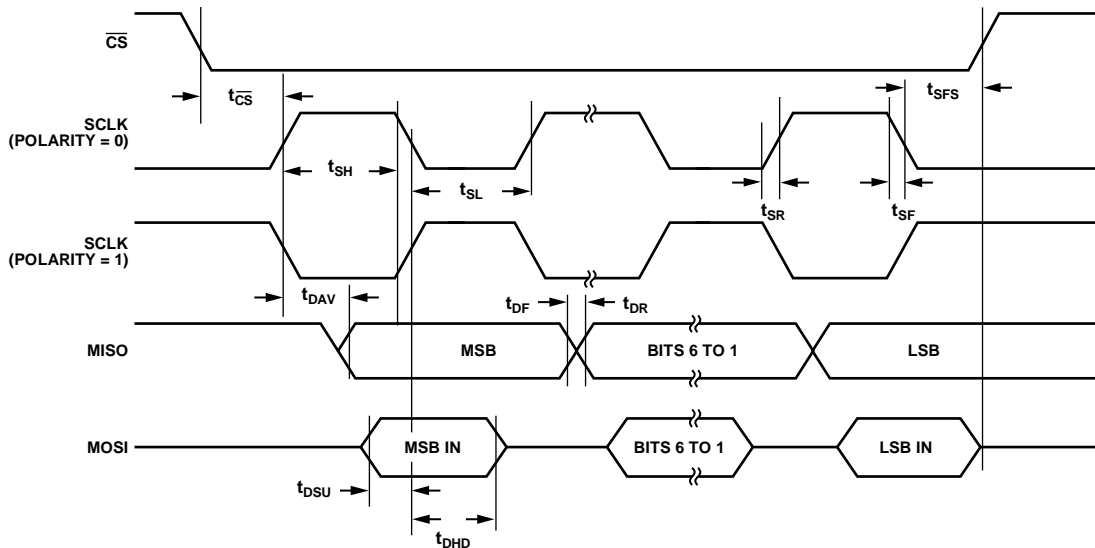 CS
tCS
tSFS
SCLK
(POLARITY = 0)
tSH
tSL
tSR
tSF
SCLK
(POLARITY = 1)
tDAV
tDF
tDR
MISO
MSB
BITS 6 TO 1
LSB
MOSI
MSB IN
BITS 6 TO 1
LSB IN
tDSU
tDHD